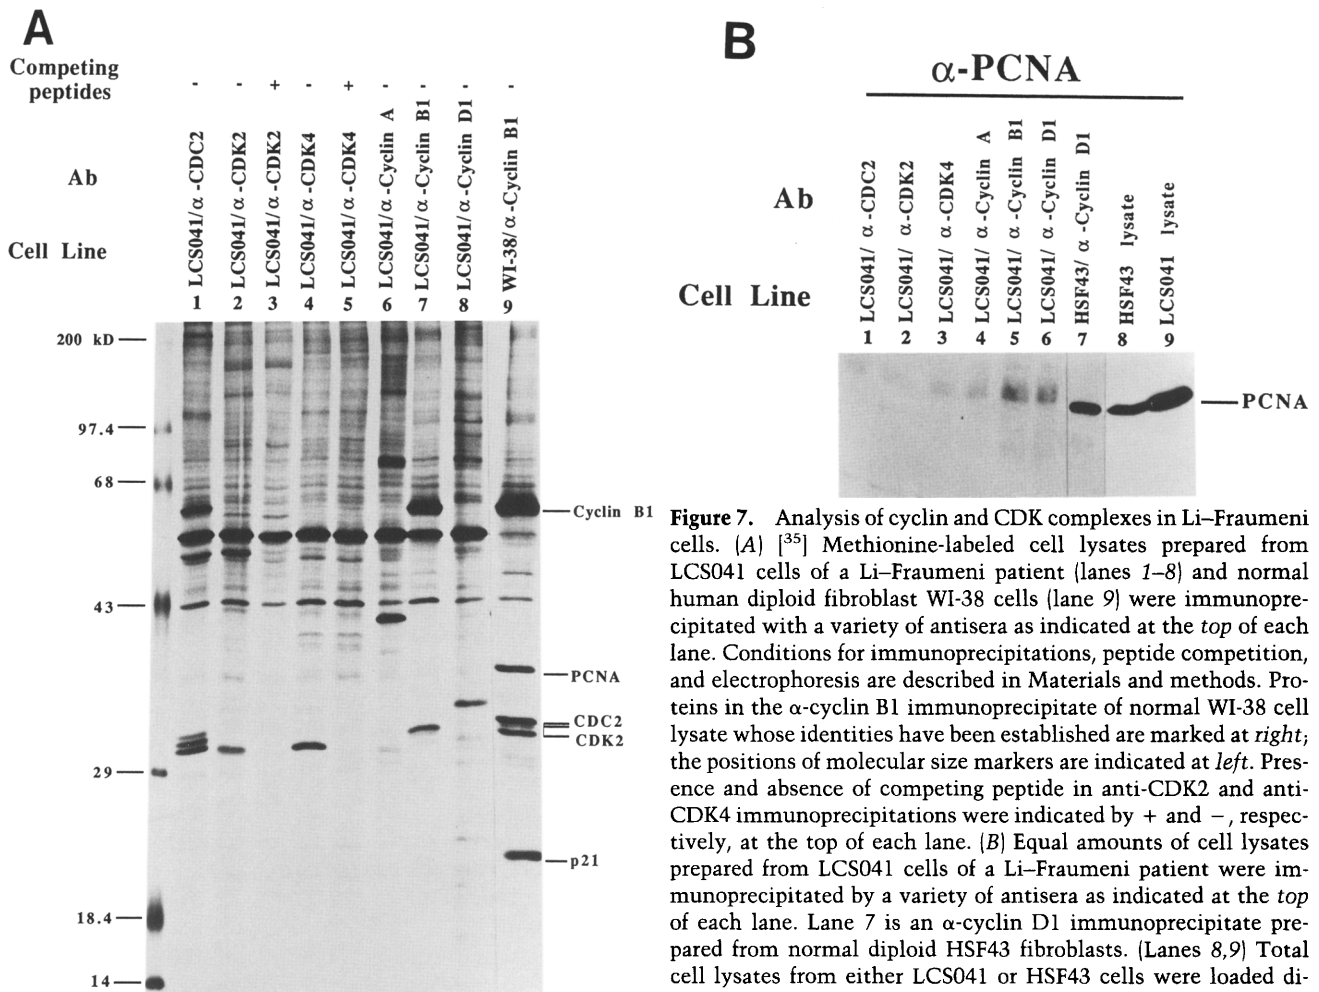 A
Competing
peptides
- - + - + - - - -
Ab
Cell Line
LCS041/ α -CDC2
LCS041/ α -CDK2
LCS041/ α -CDK2
LCS041/ α -CDK4
LCS041/ α -CDK4
LCS041/ α -Cyclin A
LCS041/ α -Cyclin B1
LCS041/ α -Cyclin D1
WI-38/ α -Cyclin B1
1 2 3 4 5 6 7 8 9
200 kD
97.4
68
43
29
18.4
14
Cyclin B1
PCNA
CDC2
CDK2
p21
B
α-PCNA
Ab
Cell Line
LCS041/ α -CDC2
LCS041/ α -CDK2
LCS041/ α -CDK4
LCS041/ α -Cyclin A
LCS041/ α -Cyclin B1
LCS041/ α -Cyclin D1
HSF43/ α -Cyclin D1
HSF43 lysate
LCS041 lysate
1 2 3 4 5 6 7 8 9
PCNA
Figure 7. Analysis of cyclin and CDK complexes in Li–Fraumeni
cells. (A) [³⁵] Methionine-labeled cell lysates prepared from
LCS041 cells of a Li–Fraumeni patient (lanes 1–8) and normal
human diploid fibroblast WI-38 cells (lane 9) were immunopre-
cipitated with a variety of antisera as indicated at the top of each
lane. Conditions for immunoprecipitations, peptide competition,
and electrophoresis are described in Materials and methods. Pro-
teins in the α-cyclin B1 immunoprecipitate of normal WI-38 cell
lysate whose identities have been established are marked at right;
the positions of molecular size markers are indicated at left. Pres-
ence and absence of competing peptide in anti-CDK2 and anti-
CDK4 immunoprecipitations were indicated by + and −, respec-
tively, at the top of each lane. (B) Equal amounts of cell lysates
prepared from LCS041 cells of a Li–Fraumeni patient were im-
munoprecipitated by a variety of antisera as indicated at the top
of each lane. Lane 7 is an α-cyclin D1 immunoprecipitate pre-
pared from normal diploid HSF43 fibroblasts. (Lanes 8,9) Total
cell lysates from either LCS041 or HSF43 cells were loaded di-